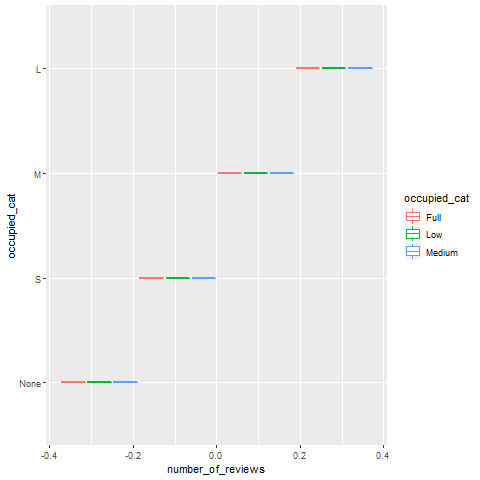 L
M
S
None
occupied_cat
-0.4
-0.2
0.0
0.2
0.4
number_of_reviews
occupied_cat
Full
Low
Medium